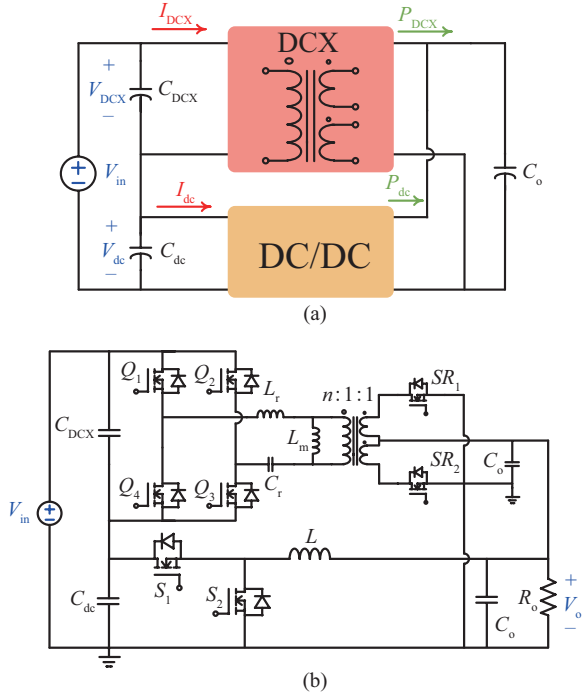 I_DCX
P_DCX
DCX
+
V_DCX
−
C_DCX
V_in
I_dc
P_dc
C_o
+
V_dc
−
C_dc
DC/DC
(a)
Q_1
Q_2
L_r
n:1:1
SR_1
C_DCX
L_m
Q_4
Q_3
C_r
SR_2
C_o
V_in
L
C_dc
S_1
S_2
C_o
R_o
+
V_o
−
(b)